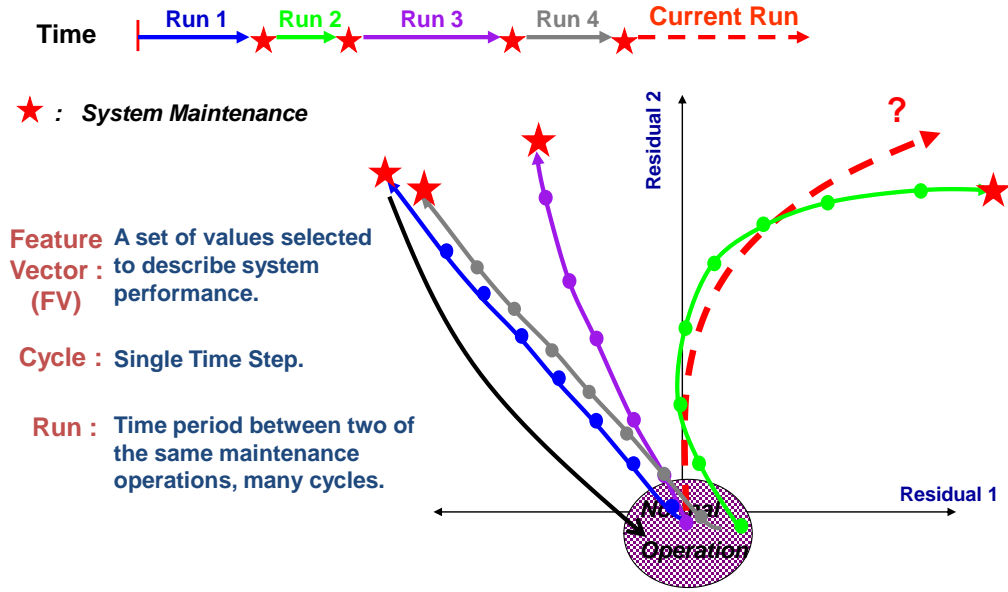 Time
Run 1
Run 2
Run 3
Run 4
Current Run
: System Maintenance
Residual 2
?
Feature
Vector :
(FV)
A set of values selected
to describe system
performance.
Cycle :
Single Time Step.
Run :
Time period between two of
the same maintenance
operations, many cycles.
Residual 1
Normal
Operation